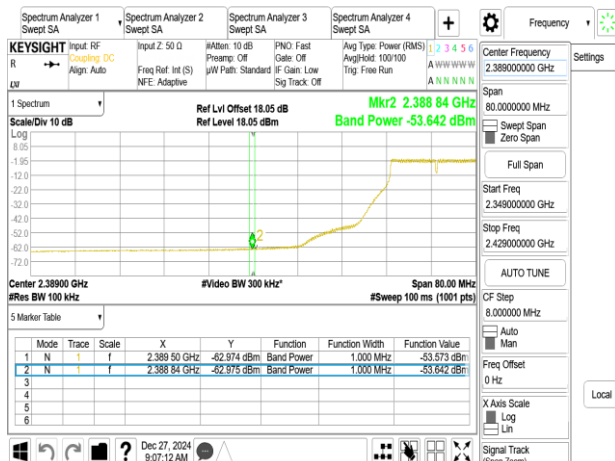 Spectrum Analyzer 1
Swept SA
Spectrum Analyzer 2
Swept SA
Spectrum Analyzer 3
Swept SA
Spectrum Analyzer 4
Swept SA
+
Frequency
KEYSIGHT
R
Input: RF
Coupling: DC
Align: Auto
Input Z: 50 Ω
Freq Ref: Int (S)
NFE: Adaptive
#Atten: 10 dB
Preamp: Off
µW Path: Standard
PNO: Fast
Gate: Off
IF Gain: Low
Sig Track: Off
Avg Type: Power (RMS)
Avg|Hold: 100/100
Trig: Free Run
1 2 3 4 5 6
A W W W W W
A N N N N N
1 Spectrum
Scale/Div 10 dB
Log
Ref Lvl Offset 18.05 dB
Ref Level 18.05 dBm
Mkr2 2.388 84 GHz
Band Power -53.642 dBm
8.05
-1.95
-12.0
-22.0
-32.0
-42.0
-52.0
-62.0
-72.0
2
Center 2.38900 GHz
#Res BW 100 kHz
#Video BW 300 kHz*
Span 80.00 MHz
#Sweep 100 ms (1001 pts)
5 Marker Table
Mode Trace Scale X Y Function Function Width Function Value
1 N 1 f 2.389 50 GHz -62.974 dBm Band Power 1.000 MHz -53.573 dBm
2 N 1 f 2.388 84 GHz -62.975 dBm Band Power 1.000 MHz -53.642 dBm
3
4
5
6
Dec 27, 2024
9:07:12 AM
Center Frequency
2.389000000 GHz
Span
80.0000000 MHz
Swept Span
Zero Span
Full Span
Start Freq
2.349000000 GHz
Stop Freq
2.429000000 GHz
AUTO TUNE
CF Step
8.000000 MHz
Auto
Man
Freq Offset
0 Hz
X Axis Scale
Log
Lin
Signal Track
(Span Zoom)
Settings
Local